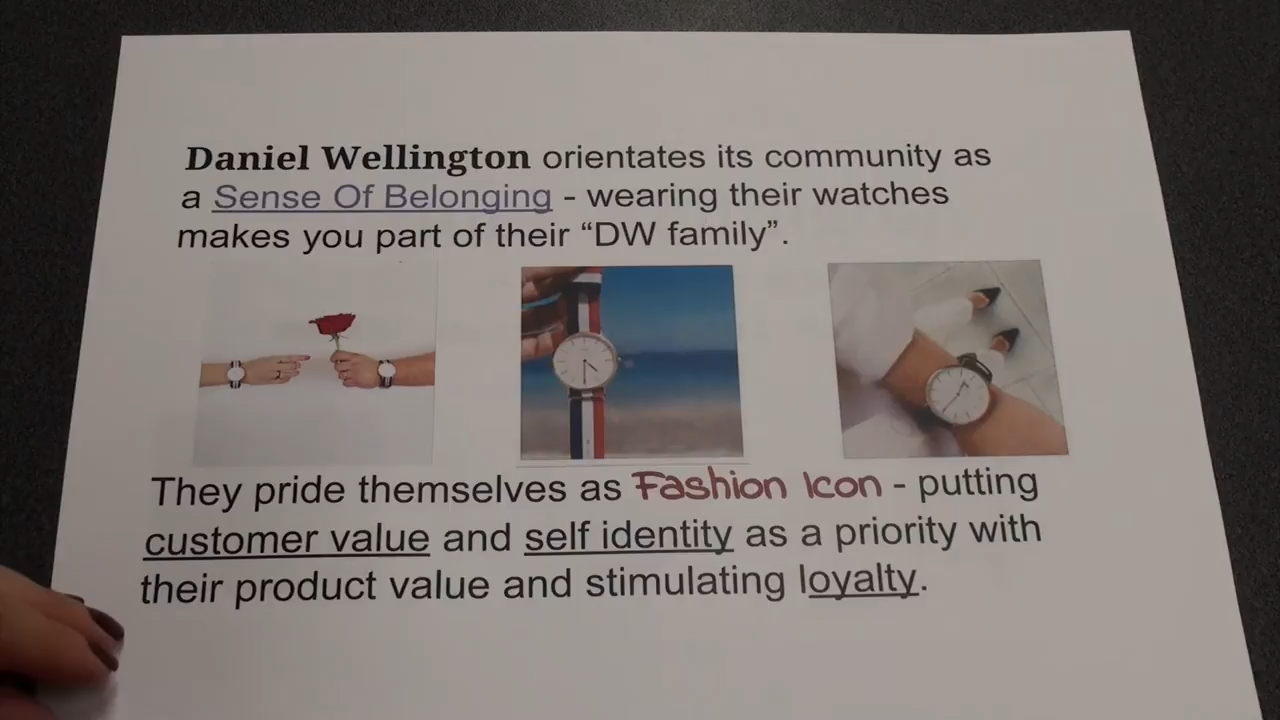 Daniel Wellington orientates its community as
a Sense Of Belonging - wearing their watches
makes you part of their “DW family”.
They pride themselves as Fashion Icon - putting
customer value and self identity as a priority with
their product value and stimulating loyalty.